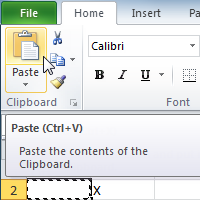 File Home Insert P
Calibri
Paste
B I U
Clipboard Font
Paste (Ctrl+V)
Paste the contents of the
Clipboard.
2 X